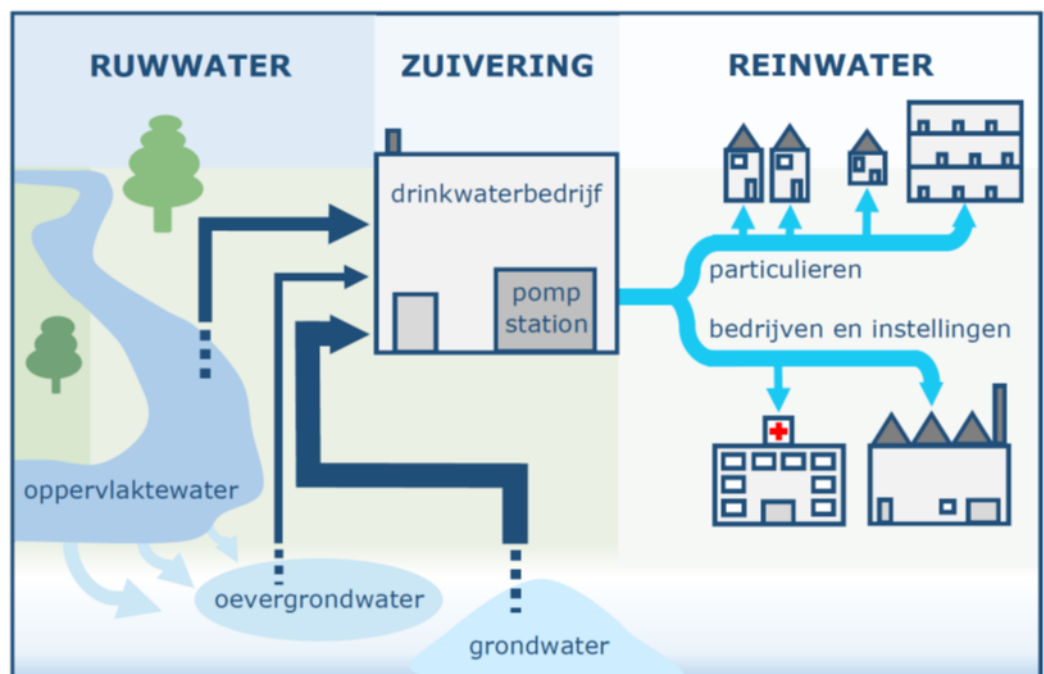 RUWWATER
ZUIVERING
REINWATER
drinkwaterbedrijf
pomp
station
particulieren
bedrijven en instellingen
oppervlaktewater
oevergrondwater
grondwater